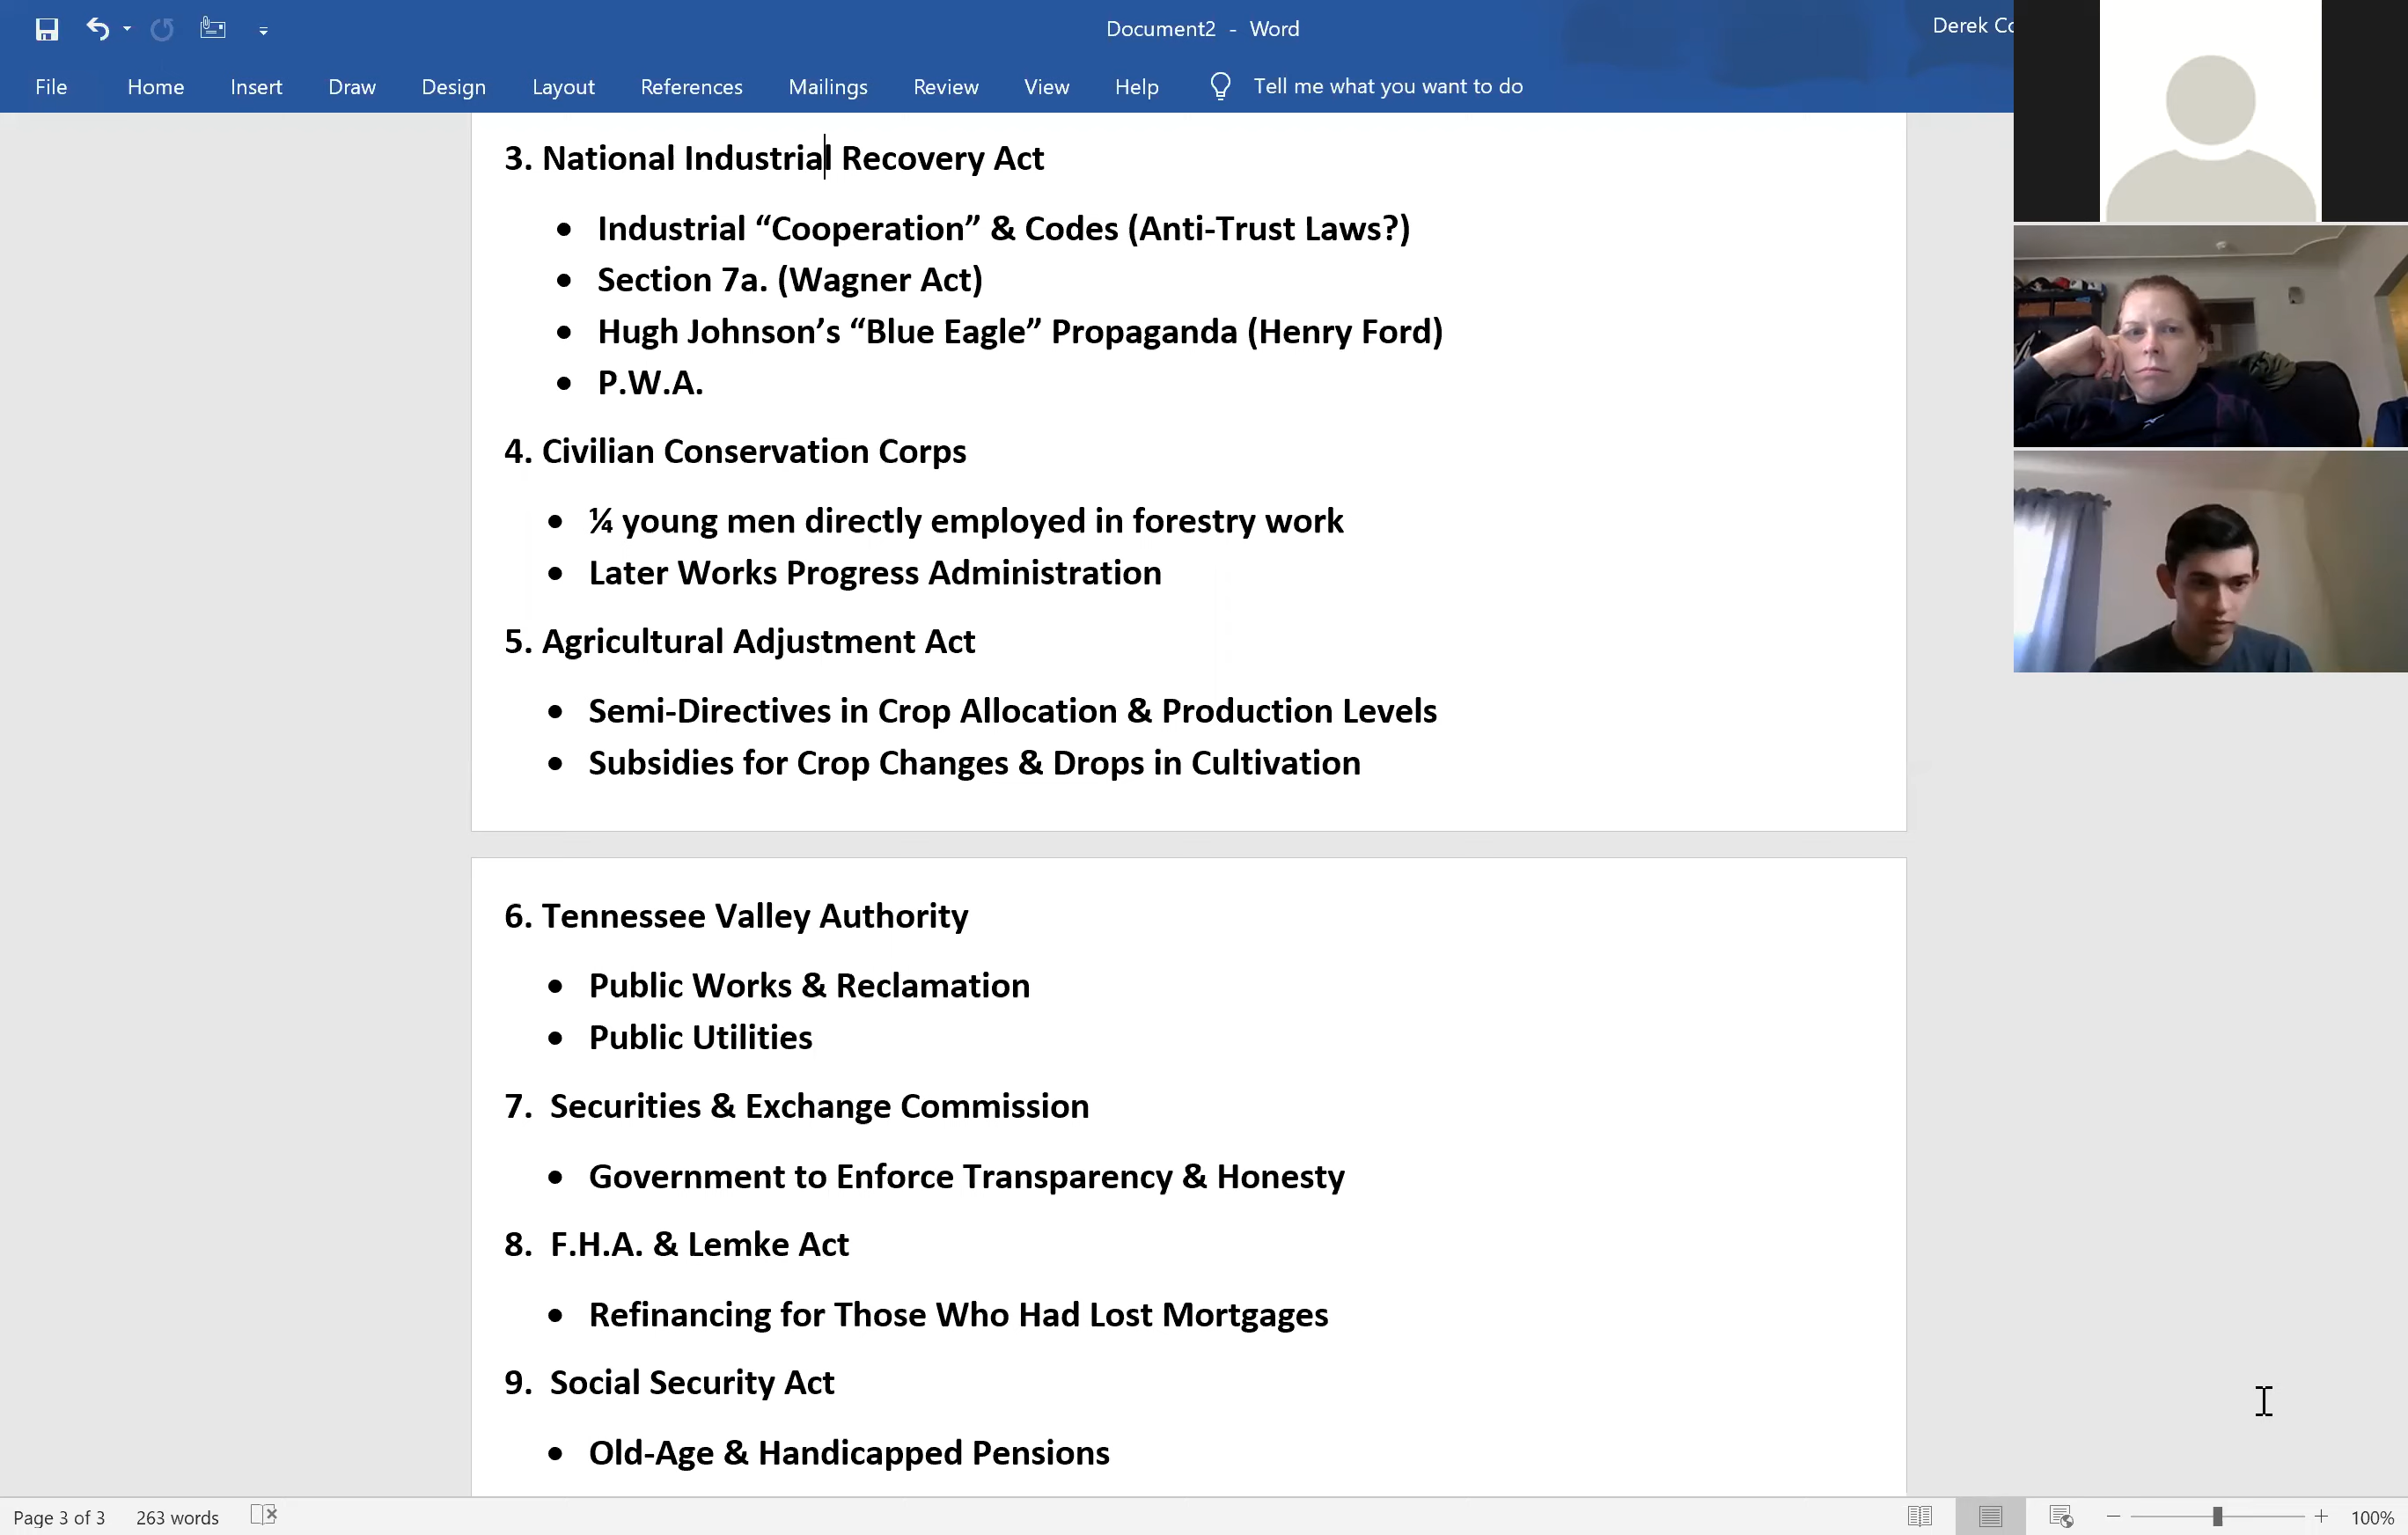 Document2 - Word
Derek Co
File Home Insert Draw Design Layout References Mailings Review View Help Tell me what you want to do
3. National Industrial Recovery Act
• Industrial “Cooperation” & Codes (Anti-Trust Laws?)
• Section 7a. (Wagner Act)
• Hugh Johnson’s “Blue Eagle” Propaganda (Henry Ford)
• P.W.A.
4. Civilian Conservation Corps
• ¼ young men directly employed in forestry work
• Later Works Progress Administration
5. Agricultural Adjustment Act
• Semi-Directives in Crop Allocation & Production Levels
• Subsidies for Crop Changes & Drops in Cultivation
6. Tennessee Valley Authority
• Public Works & Reclamation
• Public Utilities
7. Securities & Exchange Commission
• Government to Enforce Transparency & Honesty
8. F.H.A. & Lemke Act
• Refinancing for Those Who Had Lost Mortgages
9. Social Security Act
• Old-Age & Handicapped Pensions
Page 3 of 3 263 words 100%